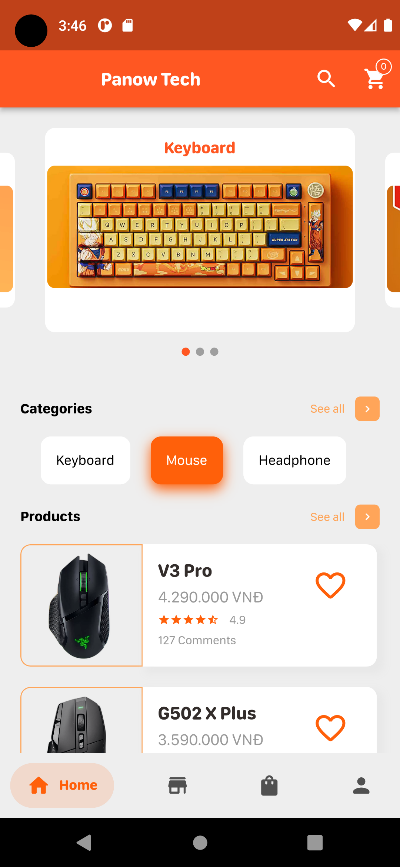 3:46
Panow Tech
0
Keyboard
Categories
See all
Keyboard
Mouse
Headphone
Products
See all
V3 Pro
4.290.000 VNĐ
4.9
127 Comments
G502 X Plus
3.590.000 VNĐ
Home